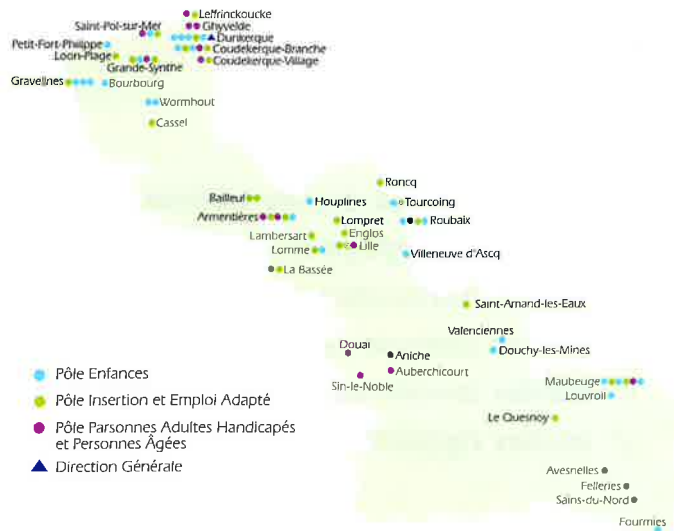 Leffrinckoucke
Saint-Pol-sur-Mer
Ghyvelde
Dunkerque
Petit-Fort-Philippe
Coudekerque-Branche
Loon-Plage
Coudekerque-Village
Grande-Synthe
Gravelines
Bourbourg
Wormhout
Cassel
Roncq
Bailleul
Houplines
Tourcoing
Armentières
Lompret
Roubaix
Lambersart
Englos
Lomme
Lille
Villeneuve d'Ascq
La Bassée
Saint-Amand-les-Eaux
Valenciennes
Douai
Aniche
Douchy-les-Mines
Auberchicourt
Sin-le-Noble
Maubeuge
Louvroil
Le Quesnoy
Avesnelles
Felleries
Sains-du-Nord
Fourmies
Pôle Enfances
Pôle Insertion et Emploi Adapté
Pôle Parsonnes Adultes Handicapés
et Personnes Âgées
Direction Générale